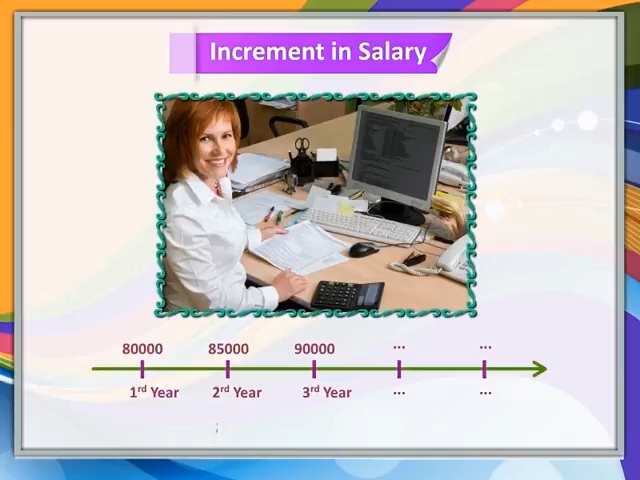 Increment in Salary
80000 85000 90000 ... ...
1rd Year 2rd Year 3rd Year ... ...